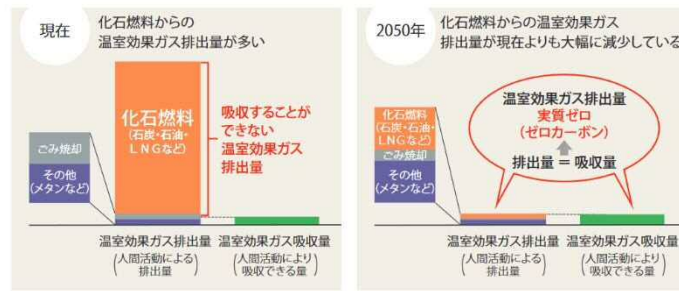 現在
化石燃料からの
温室効果ガス排出量が多い
化石燃料
(石炭・石油・
LNGなど)
ごみ焼却
その他
(メタンなど)
吸収することが
できない
温室効果ガス
排出量
温室効果ガス排出量
(人間活動による
排出量)
温室効果ガス吸収量
(人間活動により
吸収できる量)
2050年
化石燃料からの温室効果ガス
排出量が現在よりも大幅に減少している
化石燃料
(石炭・石油・
LNGなど)
ごみ焼却
その他
(メタンなど)
温室効果ガス排出量
実質ゼロ
(ゼロカーボン)
排出量 = 吸収量
温室効果ガス排出量
(人間活動による
排出量)
温室効果ガス吸収量
(人間活動により
吸収できる量)